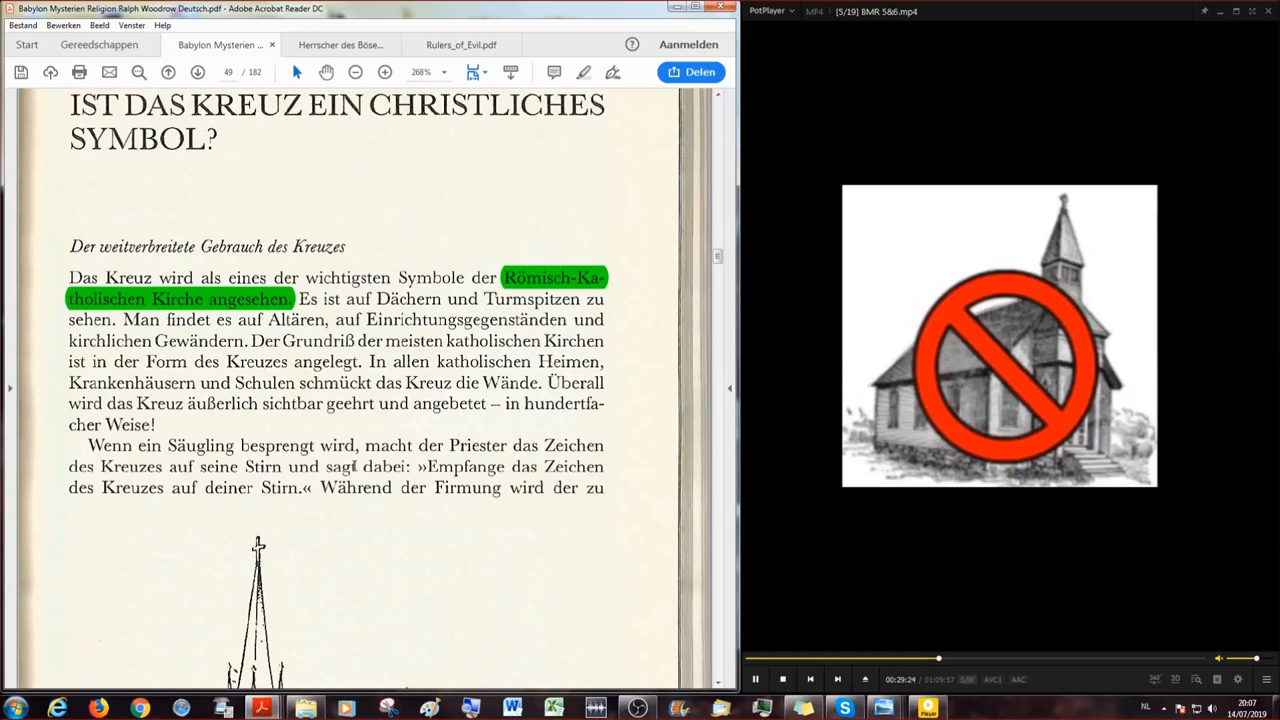 Babylon Mysterien Religion Ralph Woodrow Deutsch.pdf - Adobe Acrobat Reader DC
Bestand Bewerken Beeld Venster Help
Start Gereedschappen Babylon Mysterien ... × Herrscher des Böse... Rulers_of_Evil.pdf Aanmelden
49 / 182 268% Delen
IST DAS KREUZ EIN CHRISTLICHES
SYMBOL?
Der weitverbreitete Gebrauch des Kreuzes
Das Kreuz wird als eines der wichtigsten Symbole der Römisch-Ka-
tholischen Kirche angesehen. Es ist auf Dächern und Turmspitzen zu
sehen. Man findet es auf Altären, auf Einrichtungsgegenständen und
kirchlichen Gewändern. Der Grundriß der meisten katholischen Kirchen
ist in der Form des Kreuzes angelegt. In allen katholischen Heimen,
Krankenhäusern und Schulen schmückt das Kreuz die Wände. Überall
wird das Kreuz äußerlich sichtbar geehrt und angebetet – in hundertfa-
cher Weise!
Wenn ein Säugling besprengt wird, macht der Priester das Zeichen
des Kreuzes auf seine Stirn und sagt dabei: »Empfange das Zeichen
des Kreuzes auf deiner Stirn.« Während der Firmung wird der zu
PotPlayer MP4 [5/19] BMR 5&6.mp4
00:29:24 / 01:09:57 S/W AVC1 AAC
360° 3D
NL 20:07
14/07/2019